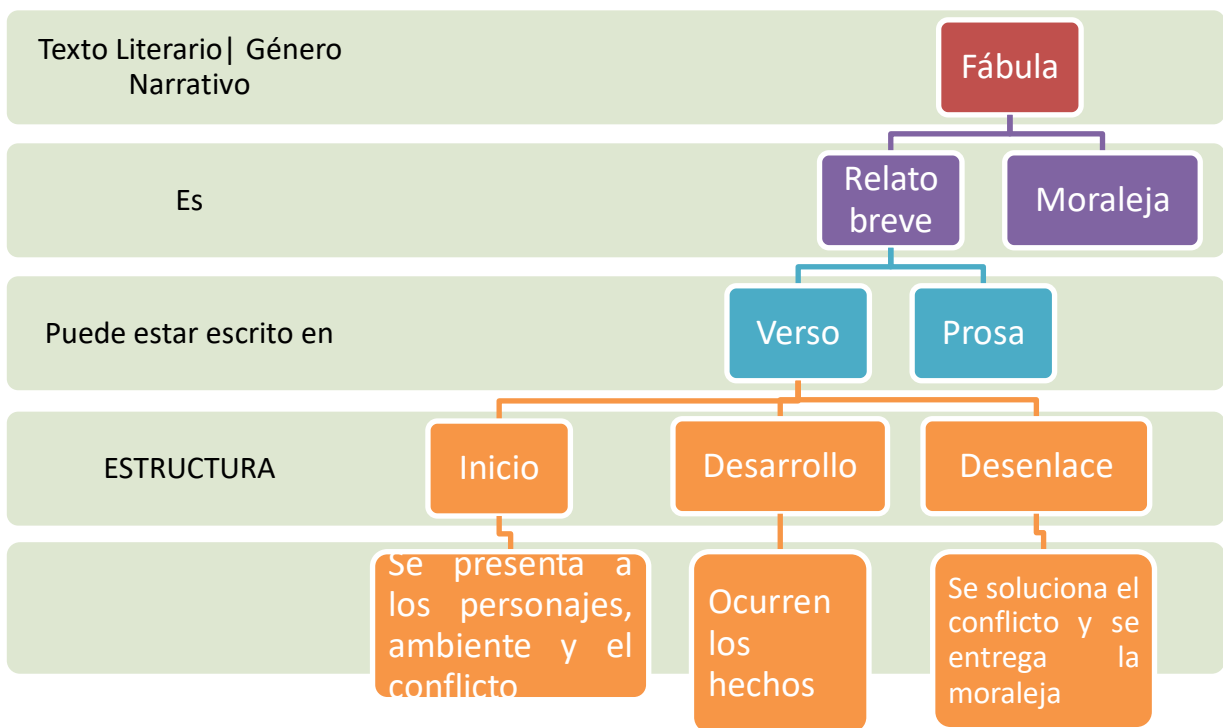 Texto Literario| Género
Narrativo
Fábula
Es
Relato
breve
Moraleja
Puede estar escrito en
Verso
Prosa
ESTRUCTURA
Inicio
Desarrollo
Desenlace
Se presenta a
los personajes,
ambiente y el
conflicto
Ocurren
los
hechos
Se soluciona el
conflicto y se
entrega la
moraleja